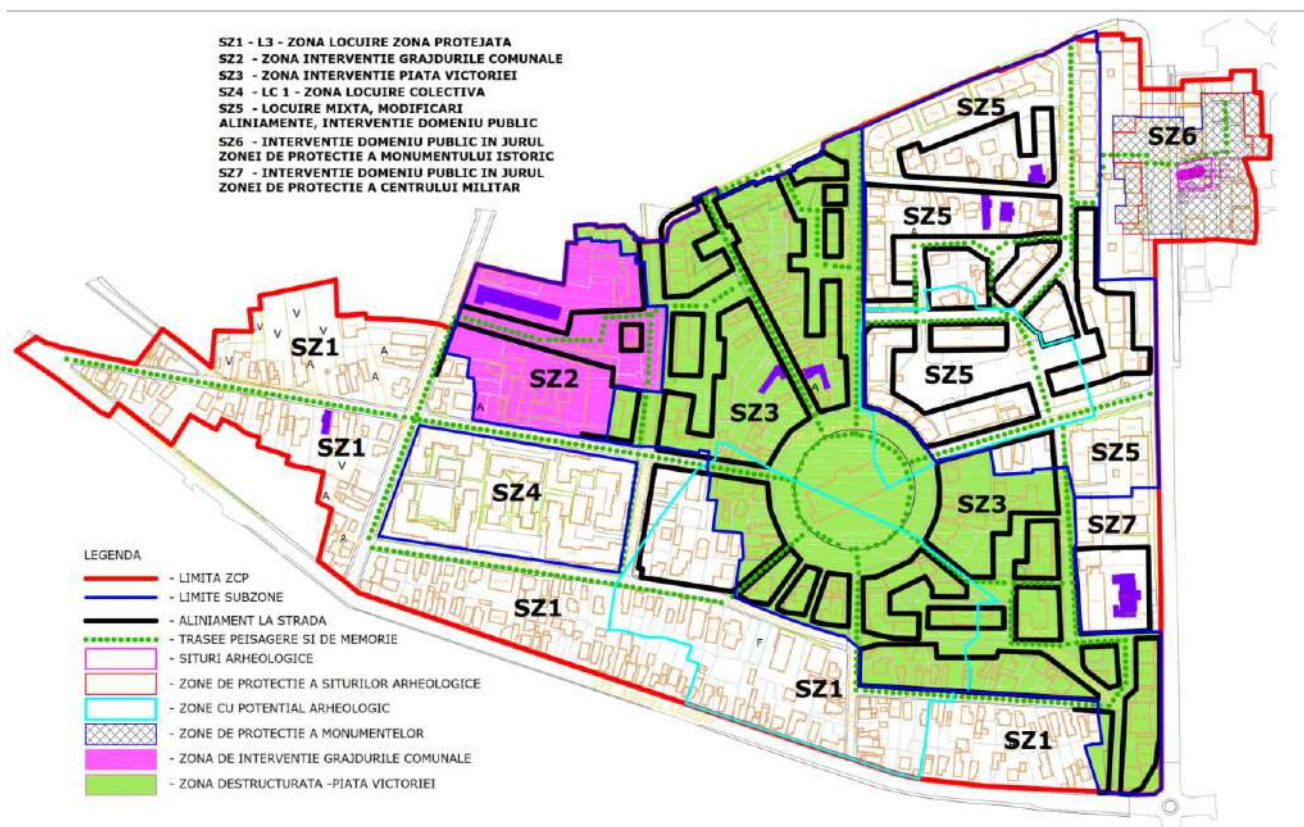 SZ1 - L3 - ZONA LOCUIRE ZONA PROTEJATA
SZ2 - ZONA INTERVENTIE GRAJDURILE COMUNALE
SZ3 - ZONA INTERVENTIE PIATA VICTORIEI
SZ4 - LC 1 - ZONA LOCUIRE COLECTIVA
SZ5 - LOCUIRE MIXTA, MODIFICARI
ALINIAMENTE, INTERVENTIE DOMENIU PUBLIC
SZ6 - INTERVENTIE DOMENIU PUBLIC IN JURUL
ZONEI DE PROTECTIE A MONUMENTULUI ISTORIC
SZ7 - INTERVENTIE DOMENIU PUBLIC IN JURUL
ZONEI DE PROTECTIE A CENTRULUI MILITAR
SZ5
SZ6
SZ5
A
V
V
V
V
V
SZ1
A
A
A
SZ2
A
SZ3
A
SZ5
SZ1
V
A
A
SZ4
SZ5
SZ3
SZ7
SZ1
F
SZ1
SZ1
LEGENDA
- LIMITA ZCP
- LIMITE SUBZONE
- ALINIAMENT LA STRADA
- TRASEE PEISAGERE SI DE MEMORIE
- SITURI ARHEOLOGICE
- ZONE DE PROTECTIE A SITURILOR ARHEOLOGICE
- ZONE CU POTENTIAL ARHEOLOGIC
- ZONE DE PROTECTIE A MONUMENTELOR
- ZONA DE INTERVENTIE GRAJDURILE COMUNALE
- ZONA DESTRUCTURATA -PIATA VICTORIEI